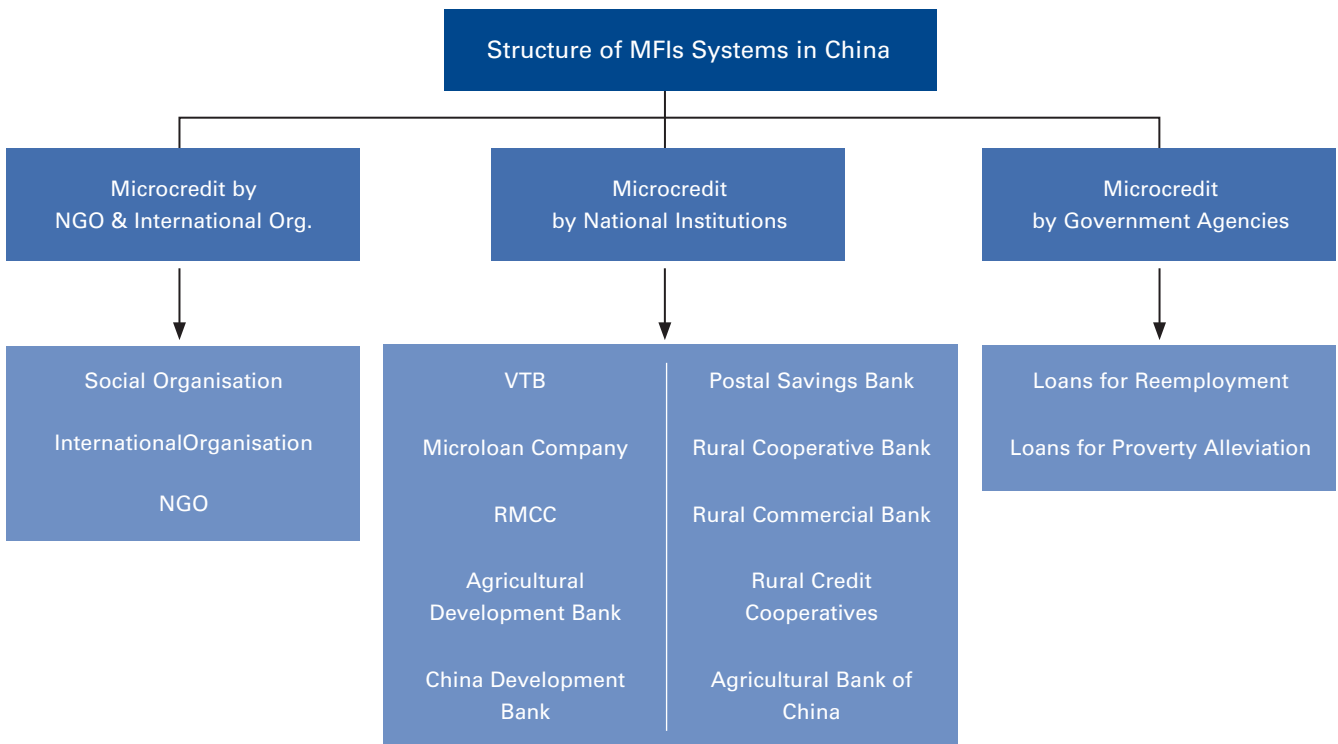 Structure of MFIs Systems in China
Microcredit by
NGO & International Org.
Microcredit
by National Institutions
Microcredit
by Government Agencies
Social Organisation
InternationalOrganisation
NGO
VTB
Microloan Company
RMCC
Agricultural
Development Bank
China Development
Bank
Postal Savings Bank
Rural Cooperative Bank
Rural Commercial Bank
Rural Credit
Cooperatives
Agricultural Bank of
China
Loans for Reemployment
Loans for Proverty Alleviation